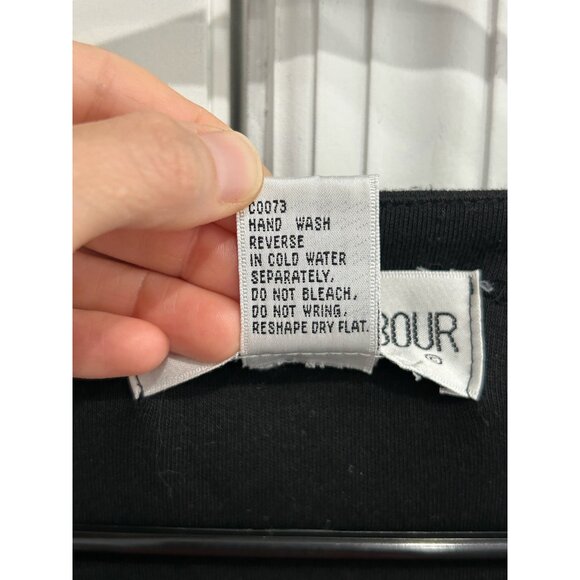 C0073
HAND WASH
REVERSE
IN COLD WATER
SEPARATELY.
DO NOT BLEACH.
DO NOT WRING.
RESHAPE DRY FLAT.
BOUR